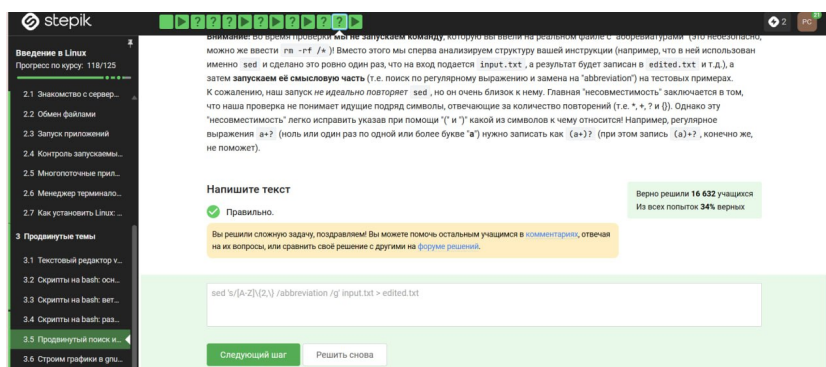 stepik
2
PC
21
Введение в Linux
Прогресс по курсу: 118/125
2.1 Знакомство с сервер...
2.2 Обмен файлами
2.3 Запуск приложений
2.4 Контроль запускаемы...
2.5 Многопоточные прил...
2.6 Менеджер терминало...
2.7 Как установить Linux: ...
3 Продвинутые темы
3.1 Текстовый редактор v...
3.2 Скрипты на bash: осн...
3.3 Скрипты на bash: вет...
3.4 Скрипты на bash: раз...
3.5 Продвинутый поиск и...
3.6 Строим графики в gnu...
Внимание! Во время проверки мы не запускаем команду, которую вы ввели на реальном файле с аббревиатурами (это небезопасно,
можно же ввести rm -rf /* )! Вместо этого мы сперва анализируем структуру вашей инструкции (например, что в ней использован
именно sed и сделано это ровно один раз, что на вход подается input.txt, а результат будет записан в edited.txt и т.д.), а
затем запускаем её смысловую часть (т.е. поиск по регулярному выражению и замена на "abbreviation") на тестовых примерах.
К сожалению, наш запуск не идеально повторяет sed, но он очень близок к нему. Главная "несовместимость" заключается в том,
что наша проверка не понимает идущие подряд символы, отвечающие за количество повторений (т.е. *, +, ? и {}). Однако эту
"несовместимость" легко исправить указав при помощи "(" и ")" какой из символов к чему относится! Например, регулярное
выражения a+? (ноль или один раз по одной или более букве "a") нужно записать как (a+)? (при этом запись (a)+?, конечно же,
не поможет).
Напишите текст
Правильно.
Верно решили 16 632 учащихся
Из всех попыток 34% верных
Вы решили сложную задачу, поздравляем! Вы можете помочь остальным учащимся в комментариях, отвечая
на их вопросы, или сравнить своё решение с другими на форуме решений.
sed 's/[A-Z]\{2,\} /abbreviation /g' input.txt > edited.txt
Следующий шаг
Решить снова